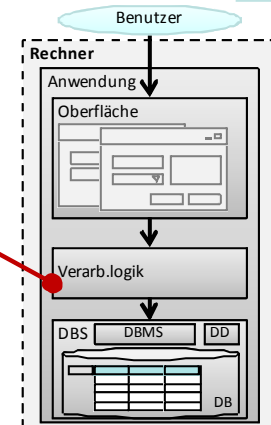 Benutzer
Rechner
Anwendung
Oberfläche
Verarb.logik
DBS DBMS DD
DB